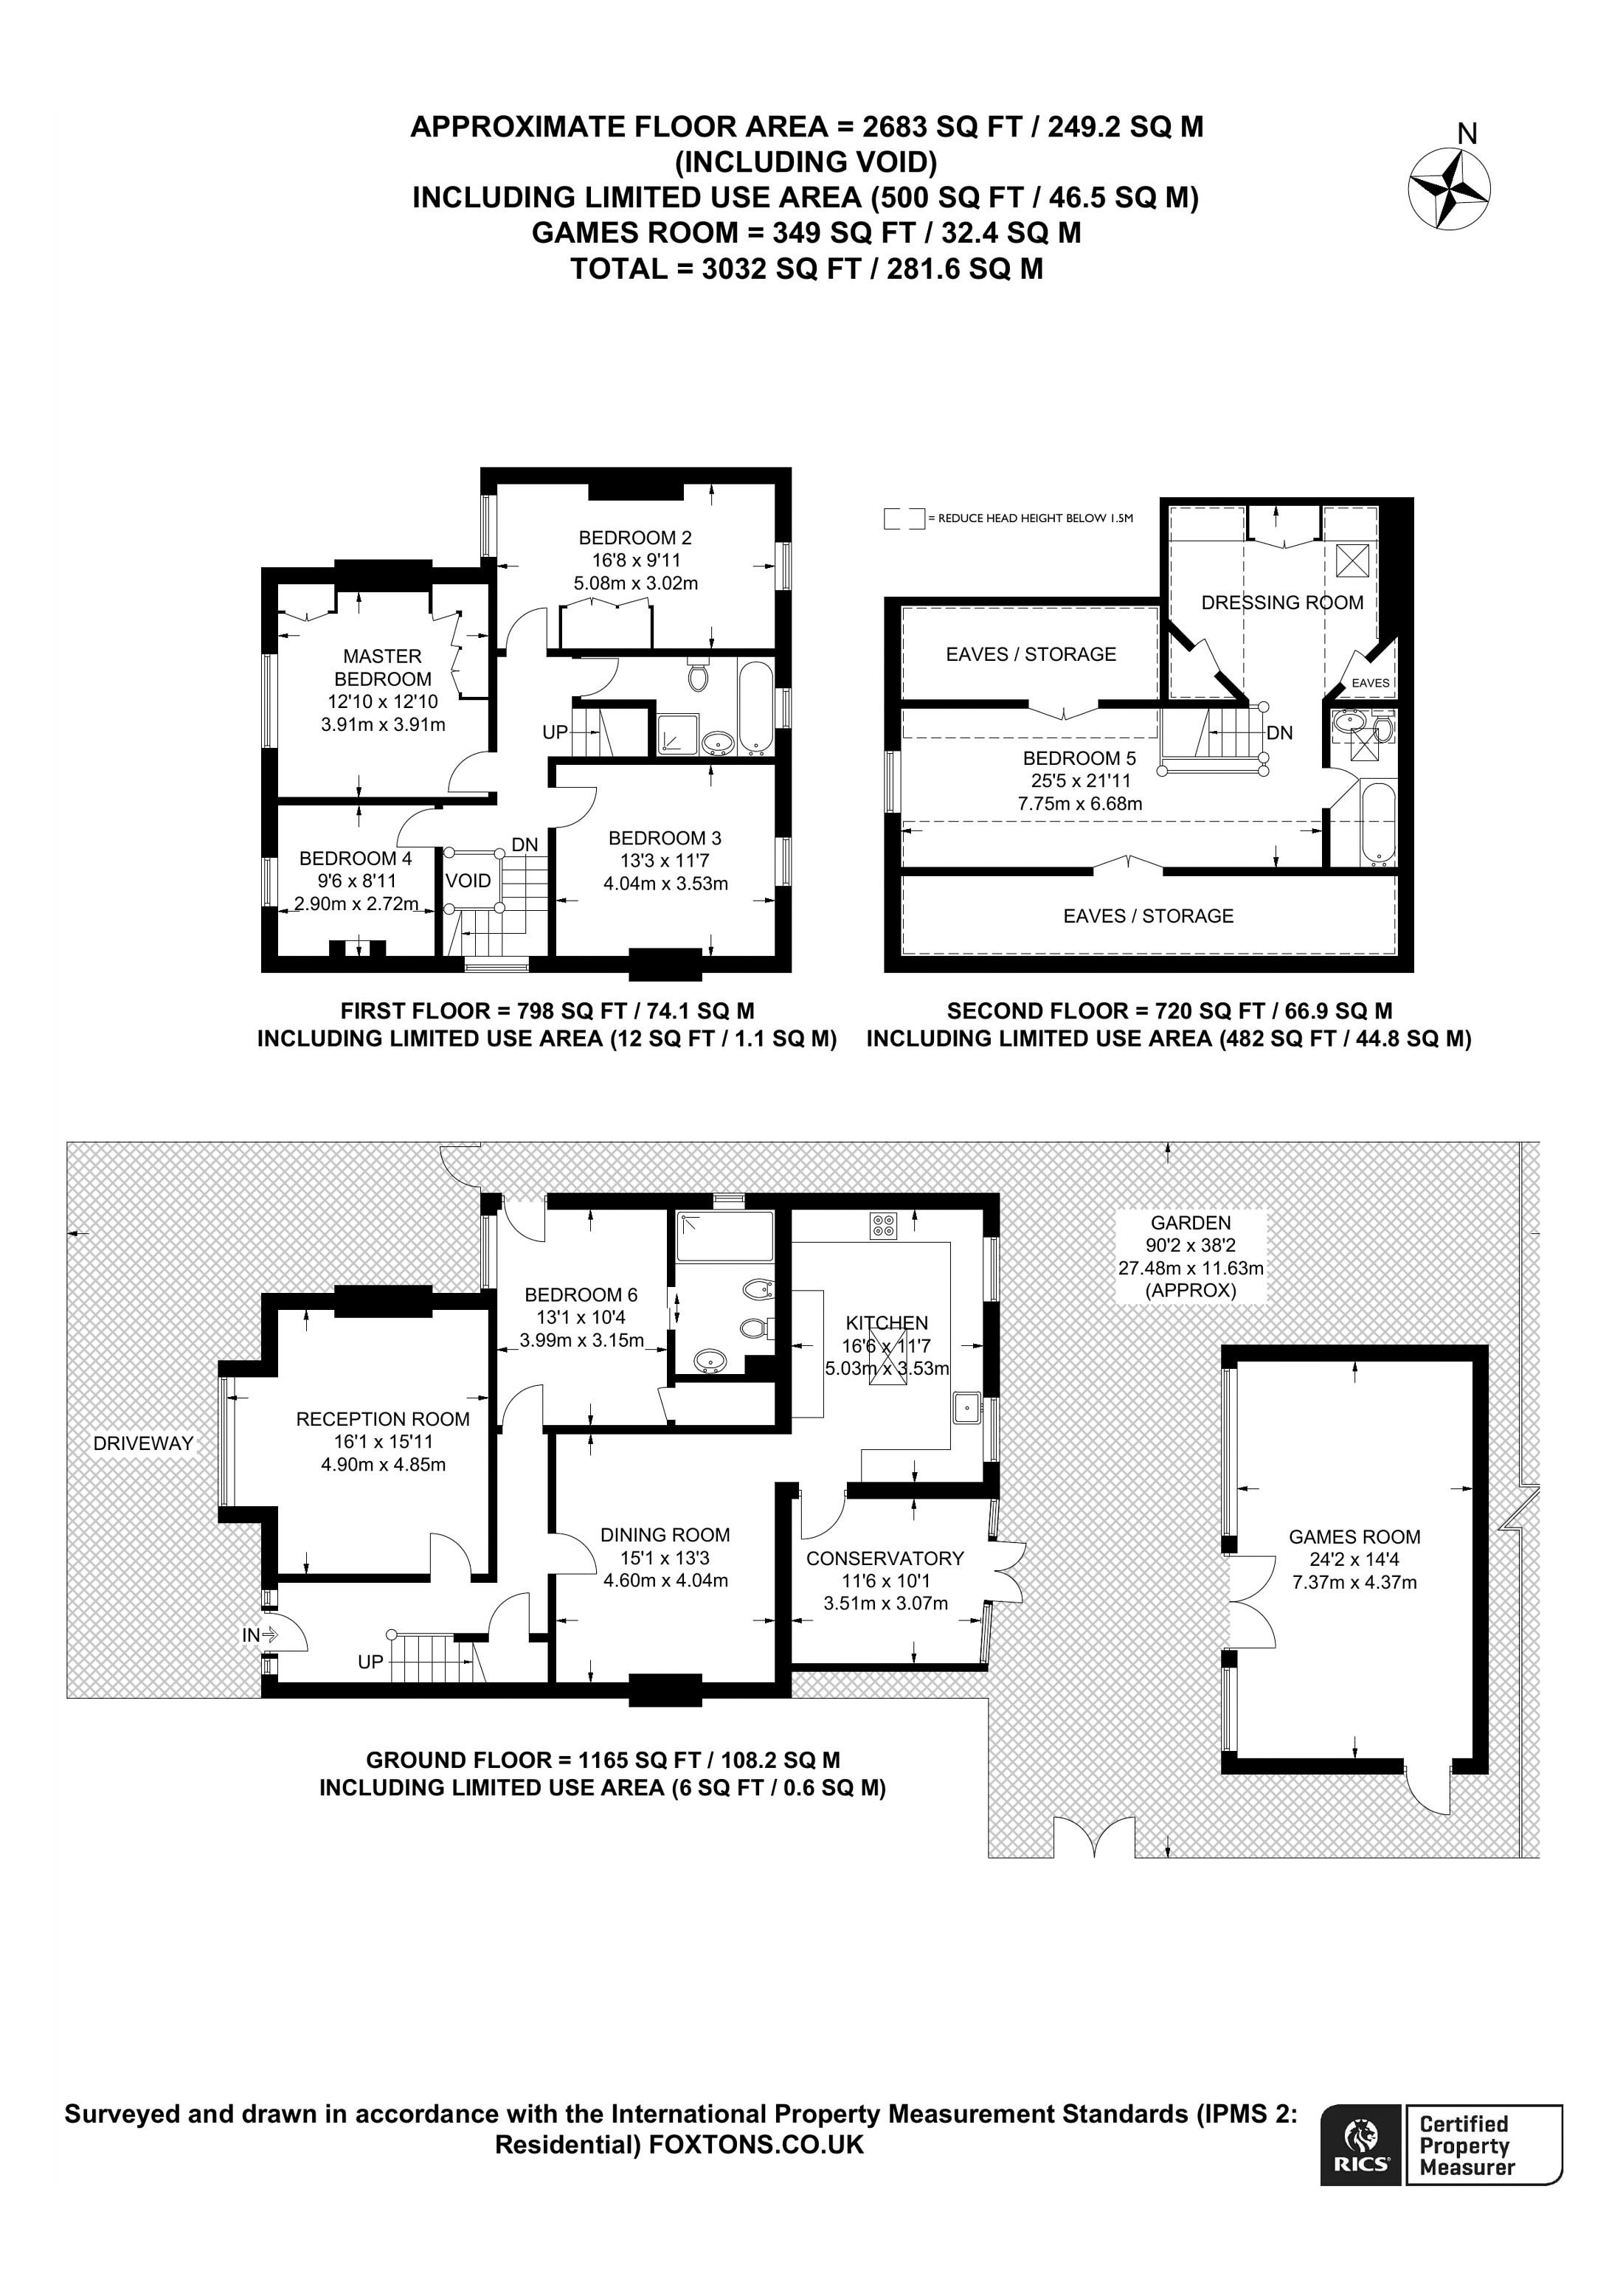 APPROXIMATE FLOOR AREA = 2683 SQ FT / 249.2 SQ M
(INCLUDING VOID)
INCLUDING LIMITED USE AREA (500 SQ FT / 46.5 SQ M)
GAMES ROOM = 349 SQ FT / 32.4 SQ M
TOTAL = 3032 SQ FT / 281.6 SQ M
N
BEDROOM 2
16'8 x 9'11
5.08m x 3.02m
MASTER
BEDROOM
12'10 x 12'10
3.91m x 3.91m
UP
BEDROOM 3
13'3 x 11'7
4.04m x 3.53m
BEDROOM 4
9'6 x 8'11
2.90m x 2.72m
DN
VOID
FIRST FLOOR = 798 SQ FT / 74.1 SQ M
INCLUDING LIMITED USE AREA (12 SQ FT / 1.1 SQ M)
= REDUCE HEAD HEIGHT BELOW 1.5M
DRESSING ROOM
EAVES / STORAGE
EAVES
DN
BEDROOM 5
25'5 x 21'11
7.75m x 6.68m
EAVES / STORAGE
SECOND FLOOR = 720 SQ FT / 66.9 SQ M
INCLUDING LIMITED USE AREA (482 SQ FT / 44.8 SQ M)
GARDEN
90'2 x 38'2
27.48m x 11.63m
(APPROX)
BEDROOM 6
13'1 x 10'4
3.99m x 3.15m
KITCHEN
16'6 x 11'7
5.03m x 3.53m
RECEPTION ROOM
16'1 x 15'11
4.90m x 4.85m
DRIVEWAY
DINING ROOM
15'1 x 13'3
4.60m x 4.04m
CONSERVATORY
11'6 x 10'1
3.51m x 3.07m
GAMES ROOM
24'2 x 14'4
7.37m x 4.37m
IN
UP
GROUND FLOOR = 1165 SQ FT / 108.2 SQ M
INCLUDING LIMITED USE AREA (6 SQ FT / 0.6 SQ M)
Surveyed and drawn in accordance with the International Property Measurement Standards (IPMS 2:
Residential) FOXTONS.CO.UK
RICS
Certified
Property
Measurer